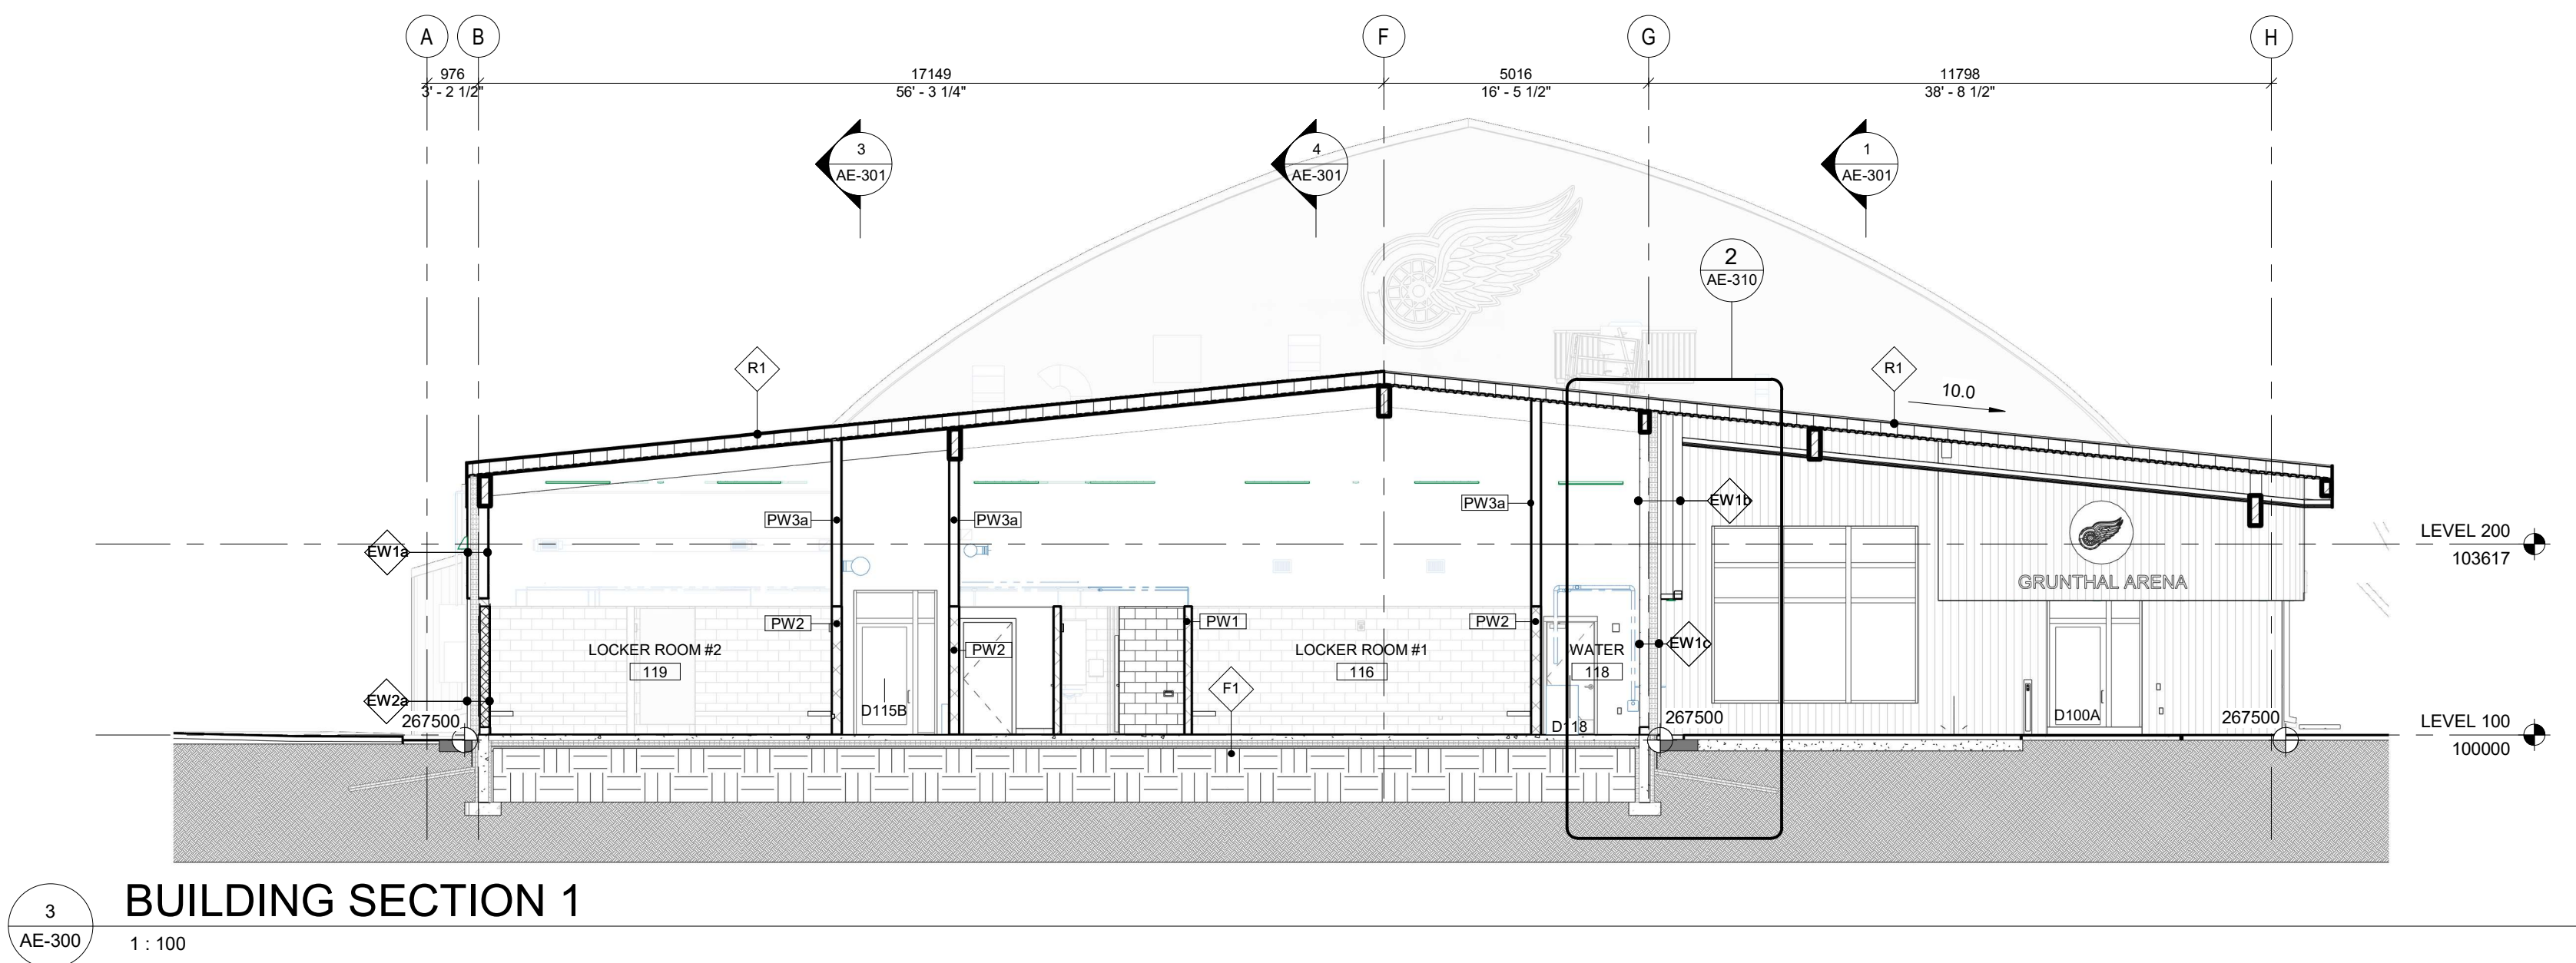 A B F G H
976 17149 5016 11798
3' - 2 1/2" 56' - 3 1/4" 16' - 5 1/2" 38' - 8 1/2"
3 4 1
AE-301 AE-301 AE-301
2
AE-310
R1 R1 10.0
PW3a PW3a PW3a EW1b
EW1a
LEVEL 200
103617
GRUNTHAL ARENA
PW2 PW1 PW2
LOCKER ROOM #2 PW2 LOCKER ROOM #1 WATER EW1c
119 116 118
F1
EW2a D115B D118 D100A
267500 267500 267500
LEVEL 100
100000
3
AE-300
BUILDING SECTION 1
1 : 100